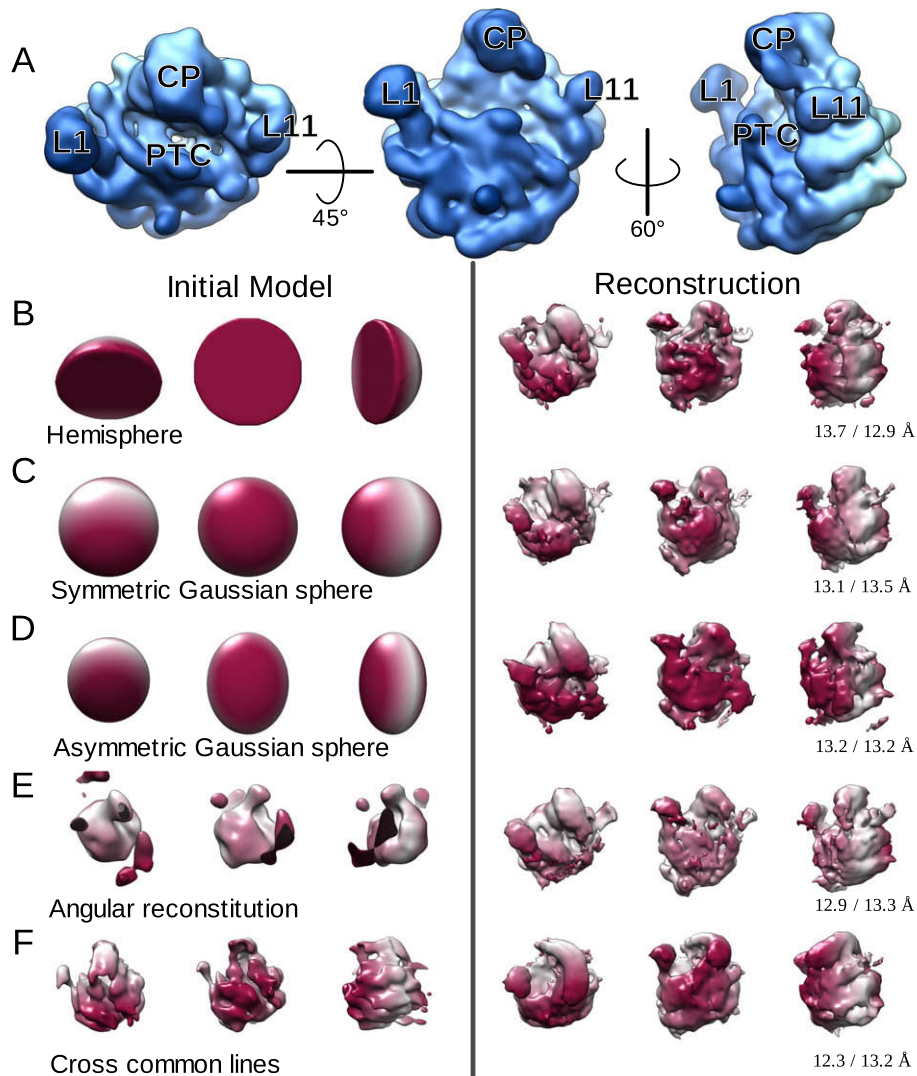 A
CP
L1
PTC
L11
45°
CP
L1
L11
60°
CP
L1
PTC
L11
Initial Model
Reconstruction
B
Hemisphere
13.7 / 12.9 Å
C
Symmetric Gaussian sphere
13.1 / 13.5 Å
D
Asymmetric Gaussian sphere
13.2 / 13.2 Å
E
Angular reconstitution
12.9 / 13.3 Å
F
Cross common lines
12.3 / 13.2 Å